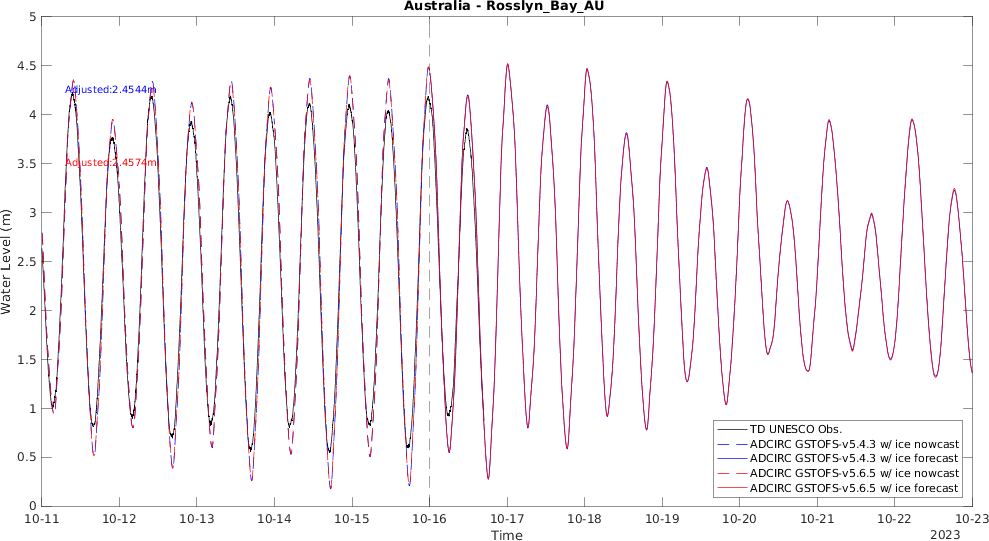 Australia - Rosslyn_Bay_AU
5
4.5
4
3.5
3
2.5
2
1.5
1
0.5
0
Water Level (m)
Adjusted:2.4544m
Adjusted:2.4574m
TD UNESCO Obs.
ADCIRC GSTOFS-v5.4.3 w/ ice nowcast
ADCIRC GSTOFS-v5.4.3 w/ ice forecast
ADCIRC GSTOFS-v5.6.5 w/ ice nowcast
ADCIRC GSTOFS-v5.6.5 w/ ice forecast
10-11 10-12 10-13 10-14 10-15 10-16 10-17 10-18 10-19 10-20 10-21 10-22 10-23
Time
2023